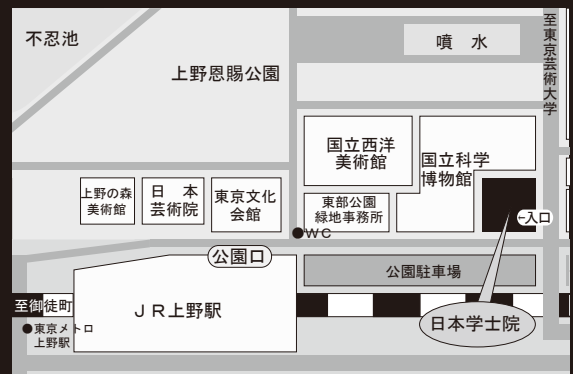 不忍池
噴 水
至東京芸術大学
上野恩賜公園
国立西洋
美術館
国立科学
博物館
上野の森
美術館
日 本
芸術院
東京文化
会館
東部公園
緑地事務所
←入口
●WC
公園口
公園駐車場
至御徒町
JR上野駅
●東京メトロ
上野駅
日本学士院